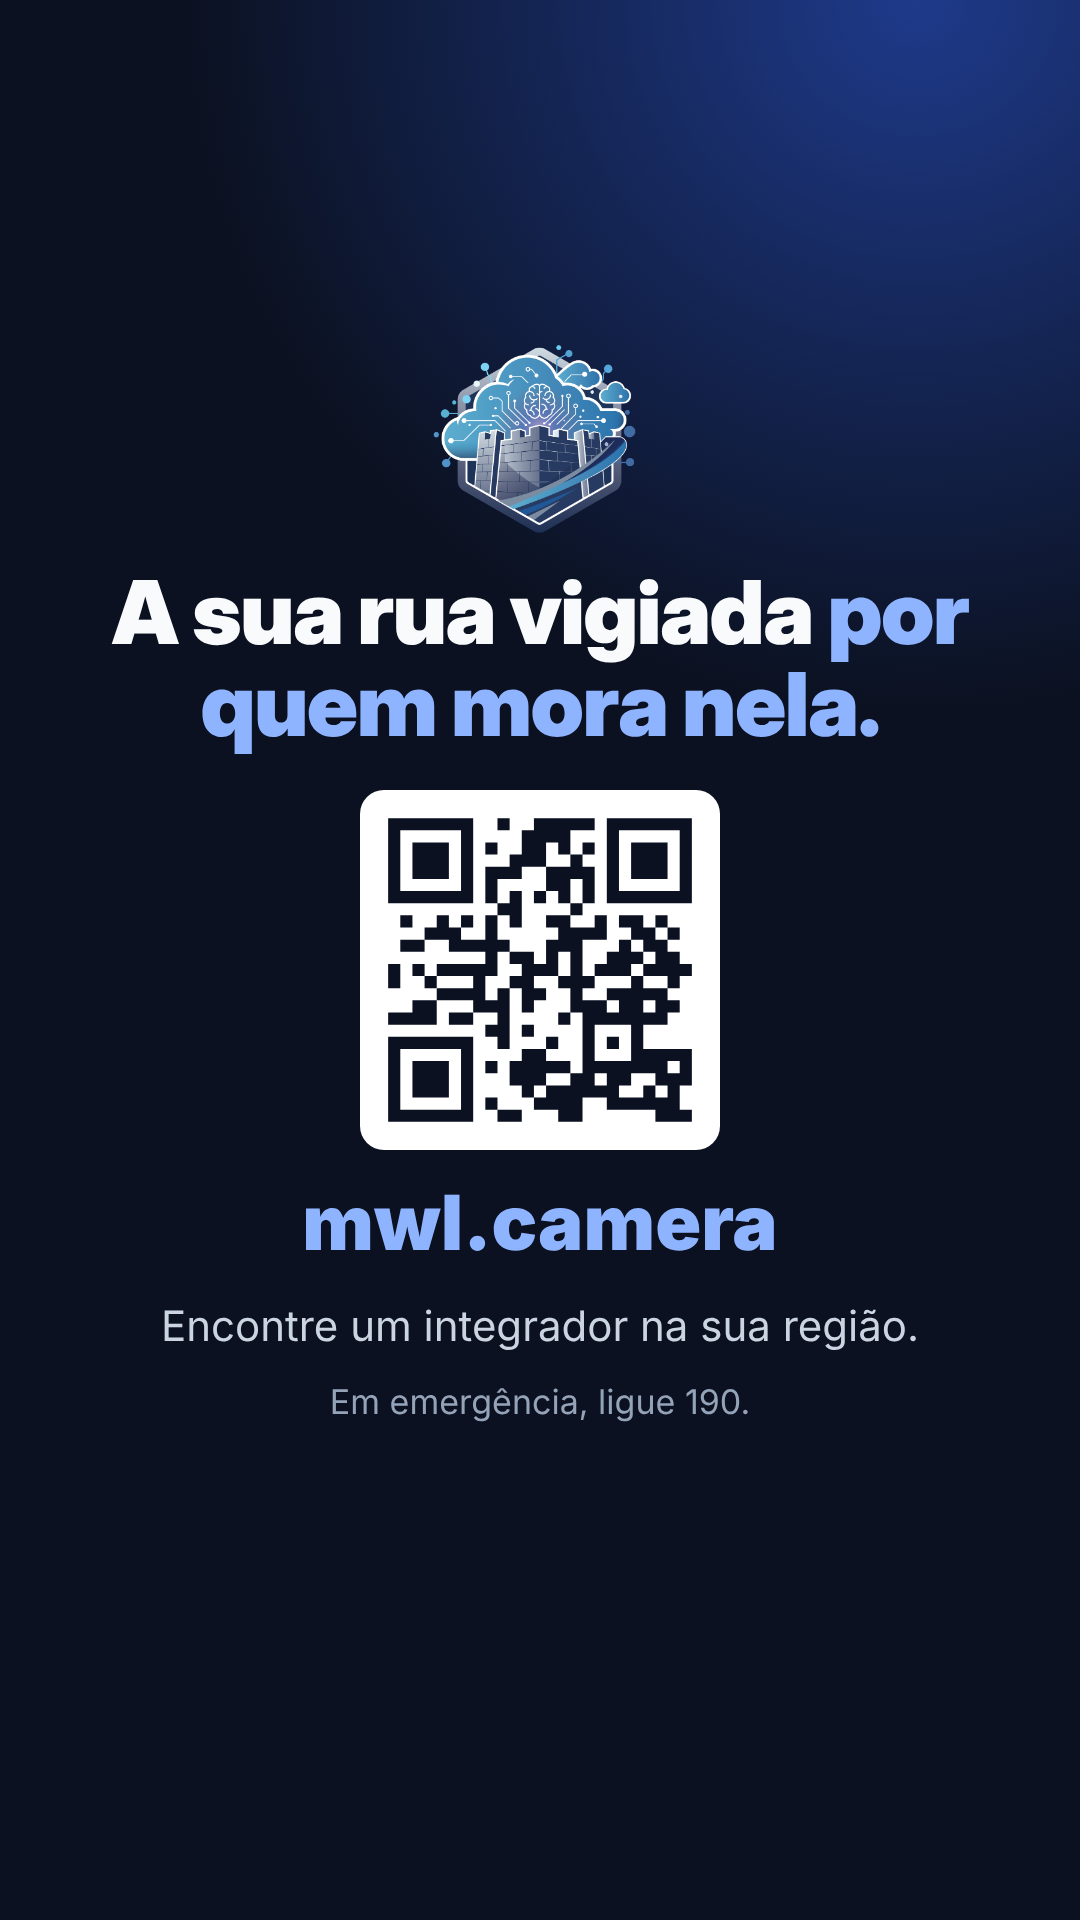 A sua rua vigiada por
quem mora nela.
mwl.camera
Encontre um integrador na sua região.
Em emergência, ligue 190.